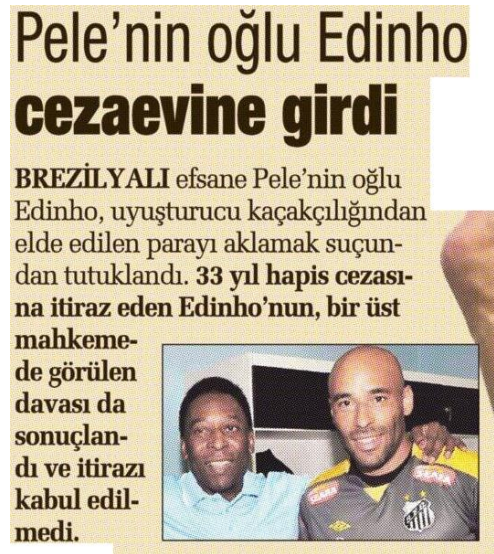 Pele’nin oğlu Edinho
cezaevine girdi
BREZİLYALI efsane Pele’nin oğlu
Edinho, uyuşturucu kaçakçılığından
elde edilen parayı aklamak suçun-
dan tutuklandı. 33 yıl hapis cezası-
na itiraz eden Edinho’nun, bir üst
mahkeme-
de görülen
davası da
sonuçlan-
dı ve itirazı
kabul edil-
medi.